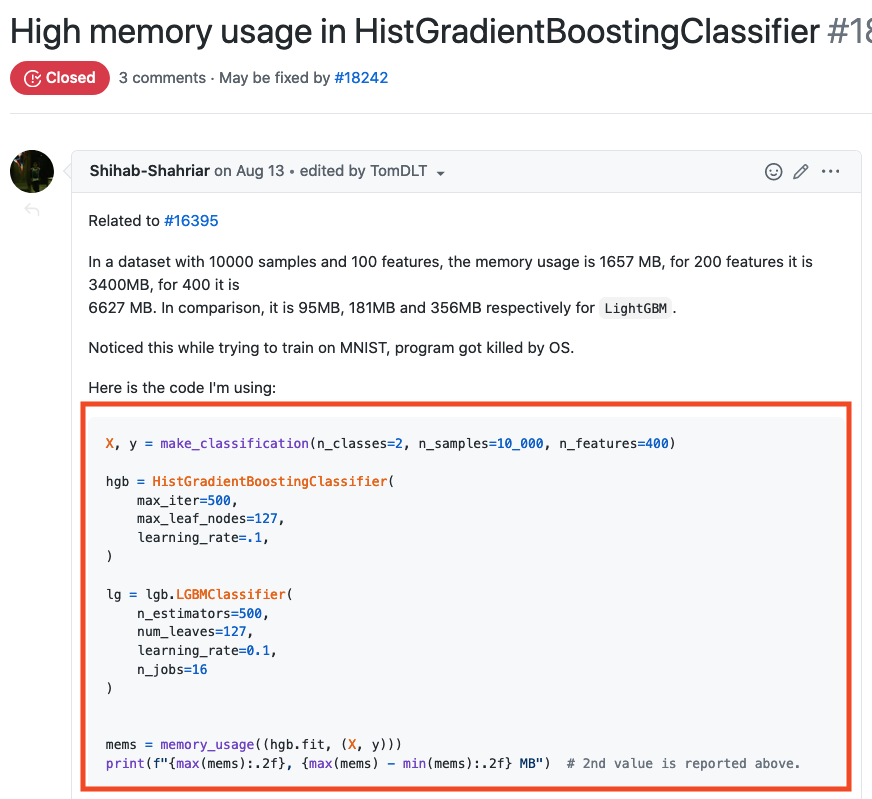 High memory usage in HistGradientBoostingClassifier #18
Closed 3 comments · May be fixed by #18242
Shihab-Shahriar on Aug 13 • edited by TomDLT
Related to #16395
In a dataset with 10000 samples and 100 features, the memory usage is 1657 MB, for 200 features it is
3400MB, for 400 it is
6627 MB. In comparison, it is 95MB, 181MB and 356MB respectively for LightGBM .
Noticed this while trying to train on MNIST, program got killed by OS.
Here is the code I'm using:
X, y = make_classification(n_classes=2, n_samples=10_000, n_features=400)
hgb = HistGradientBoostingClassifier(
    max_iter=500,
    max_leaf_nodes=127,
    learning_rate=.1,
)
lg = lgb.LGBMClassifier(
    n_estimators=500,
    num_leaves=127,
    learning_rate=0.1,
    n_jobs=16
)
mems = memory_usage((hgb.fit, (X, y)))
print(f"{max(mems):.2f}, {max(mems) - min(mems):.2f} MB")  # 2nd value is reported above.